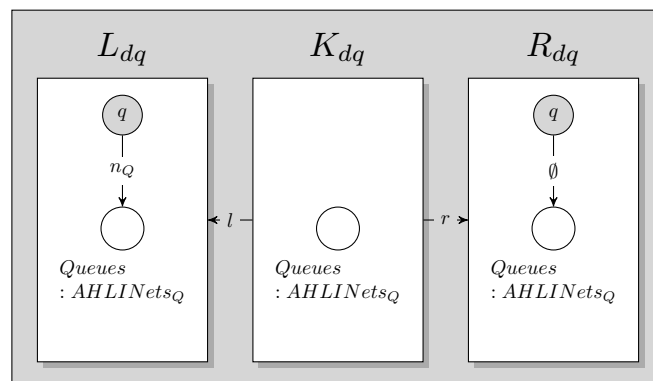 L_{dq} K_{dq} R_{dq}
q q
n_Q ∅
l r
Queues Queues Queues
: AHLINets_Q : AHLINets_Q : AHLINets_Q